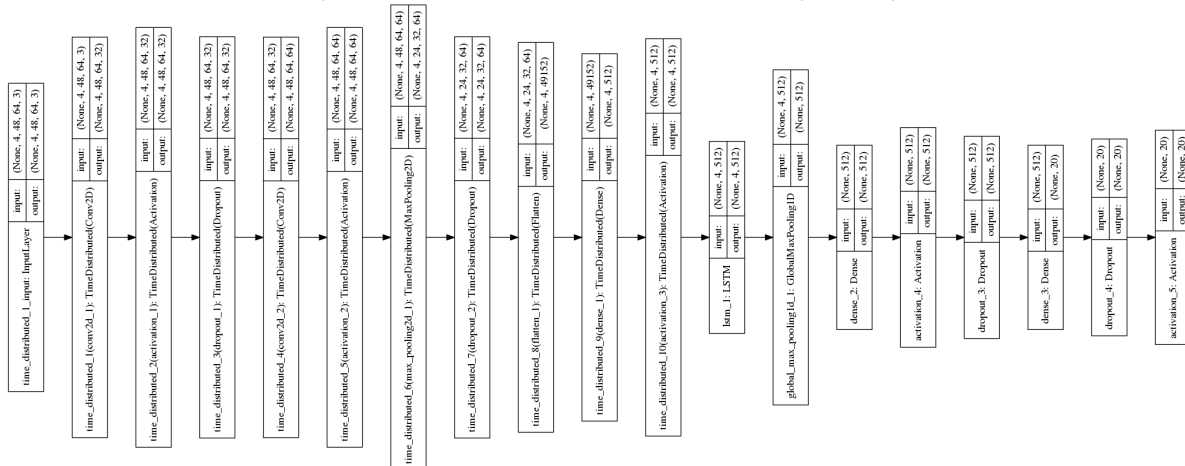 time_distributed_1_input: InputLayer
input: (None, 4, 48, 64, 3)
output: (None, 4, 48, 64, 3)
time_distributed_1(conv2d_1): TimeDistributed(Conv2D)
input: (None, 4, 48, 64, 3)
output: (None, 4, 48, 64, 32)
time_distributed_2(activation_1): TimeDistributed(Activation)
input: (None, 4, 48, 64, 32)
output: (None, 4, 48, 64, 32)
time_distributed_3(dropout_1): TimeDistributed(Dropout)
input: (None, 4, 48, 64, 32)
output: (None, 4, 48, 64, 32)
time_distributed_4(conv2d_2): TimeDistributed(Conv2D)
input: (None, 4, 48, 64, 32)
output: (None, 4, 48, 64, 64)
time_distributed_5(activation_2): TimeDistributed(Activation)
input: (None, 4, 48, 64, 64)
output: (None, 4, 48, 64, 64)
time_distributed_6(max_pooling2d_1): TimeDistributed(MaxPooling2D)
input: (None, 4, 48, 64, 64)
output: (None, 4, 24, 32, 64)
time_distributed_7(dropout_2): TimeDistributed(Dropout)
input: (None, 4, 24, 32, 64)
output: (None, 4, 24, 32, 64)
time_distributed_8(flatten_1): TimeDistributed(Flatten)
input: (None, 4, 24, 32, 64)
output: (None, 4, 49152)
time_distributed_9(dense_1): TimeDistributed(Dense)
input: (None, 4, 49152)
output: (None, 4, 512)
time_distributed_10(activation_3): TimeDistributed(Activation)
input: (None, 4, 512)
output: (None, 4, 512)
lstm_1: LSTM
input: (None, 4, 512)
output: (None, 4, 512)
global_max_pooling1d_1: GlobalMaxPooling1D
input: (None, 4, 512)
output: (None, 512)
dense_2: Dense
input: (None, 512)
output: (None, 512)
activation_4: Activation
input: (None, 512)
output: (None, 512)
dropout_3: Dropout
input: (None, 512)
output: (None, 512)
dense_3: Dense
input: (None, 512)
output: (None, 20)
dropout_4: Dropout
input: (None, 20)
output: (None, 20)
activation_5: Activation
input: (None, 20)
output: (None, 20)